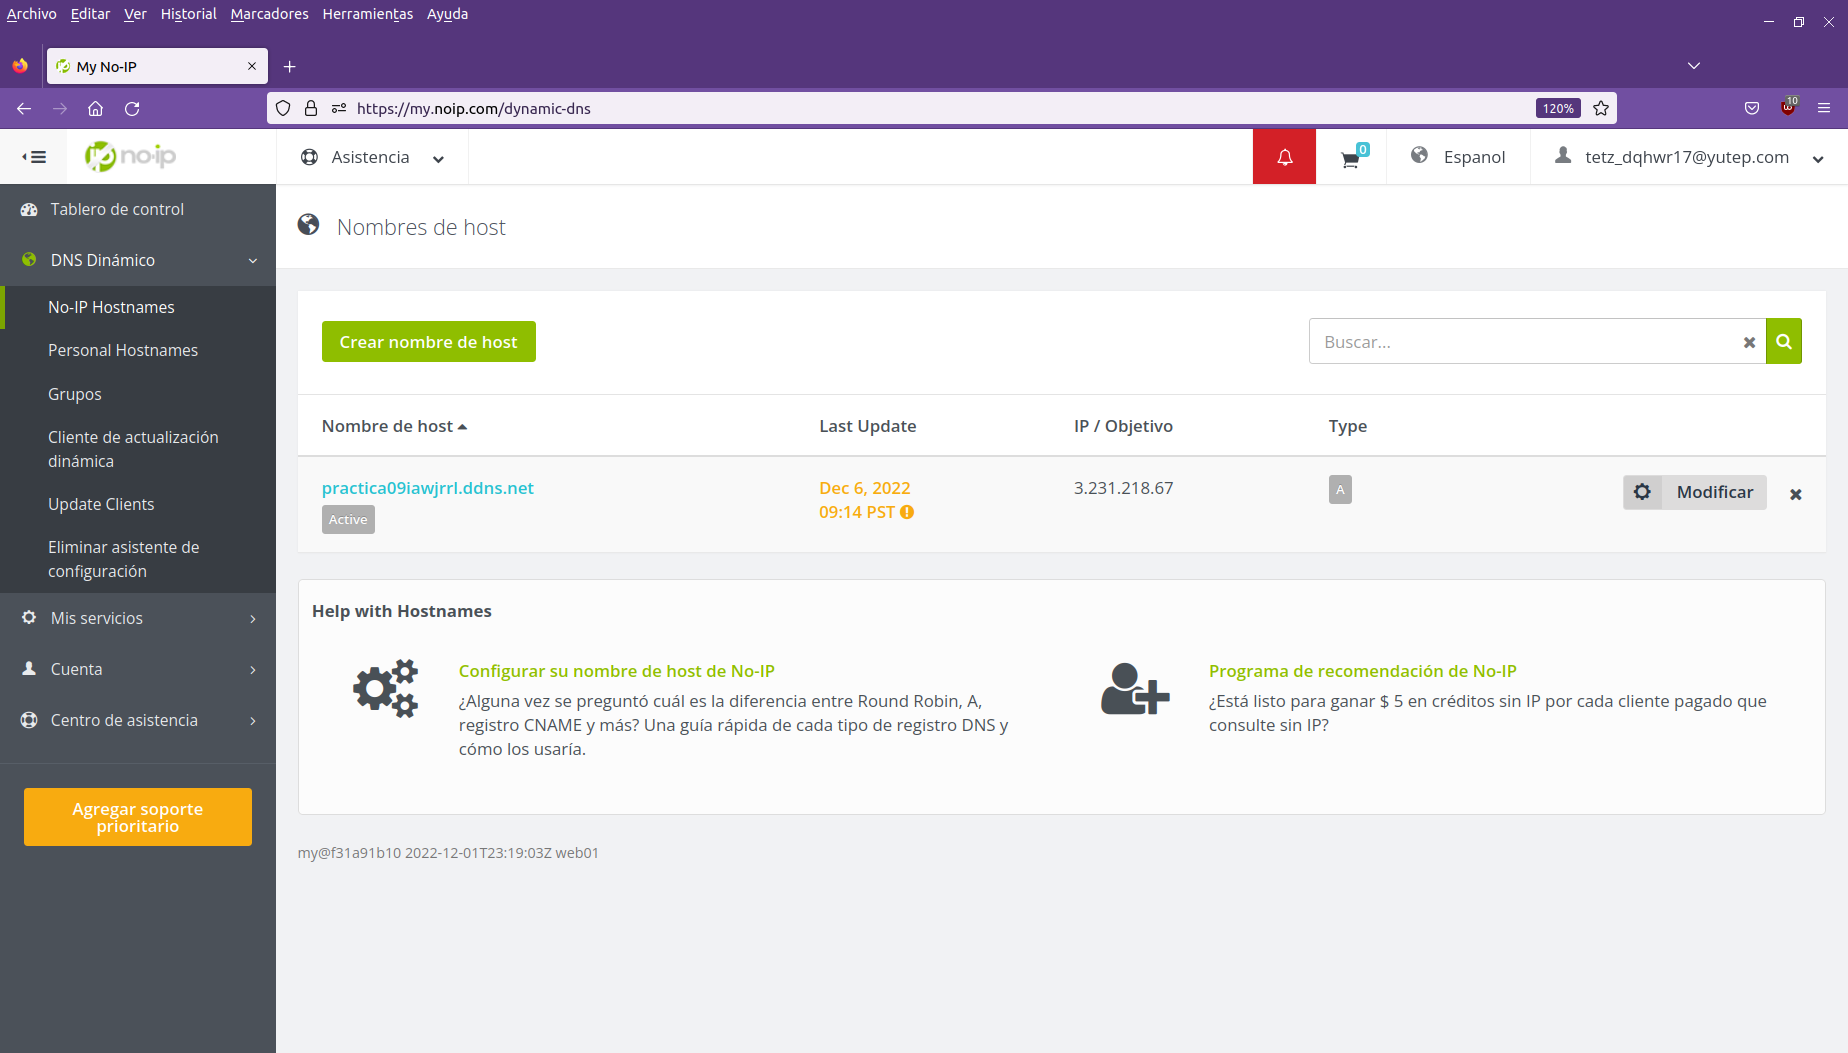 Archivo Editar Ver Historial Marcadores Herramientas Ayuda
My No-IP
https://my.noip.com/dynamic-dns
120%
10
no-ip
Asistencia
0
Espanol
tetz_dqhwr17@yutep.com
Tablero de control
DNS Dinámico
No-IP Hostnames
Personal Hostnames
Grupos
Cliente de actualización
dinámica
Update Clients
Eliminar asistente de
configuración
Mis servicios
Cuenta
Centro de asistencia
Agregar soporte
prioritario
Nombres de host
Crear nombre de host
Buscar...
Nombre de host Last Update IP / Objetivo Type
practica09iawjrrl.ddns.net
Active
Dec 6, 2022
09:14 PST
3.231.218.67
A
Modificar
Help with Hostnames
Configurar su nombre de host de No-IP
¿Alguna vez se preguntó cuál es la diferencia entre Round Robin, A,
registro CNAME y más? Una guía rápida de cada tipo de registro DNS y
cómo los usaría.
Programa de recomendación de No-IP
¿Está listo para ganar $ 5 en créditos sin IP por cada cliente pagado que
consulte sin IP?
my@f31a91b10 2022-12-01T23:19:03Z web01